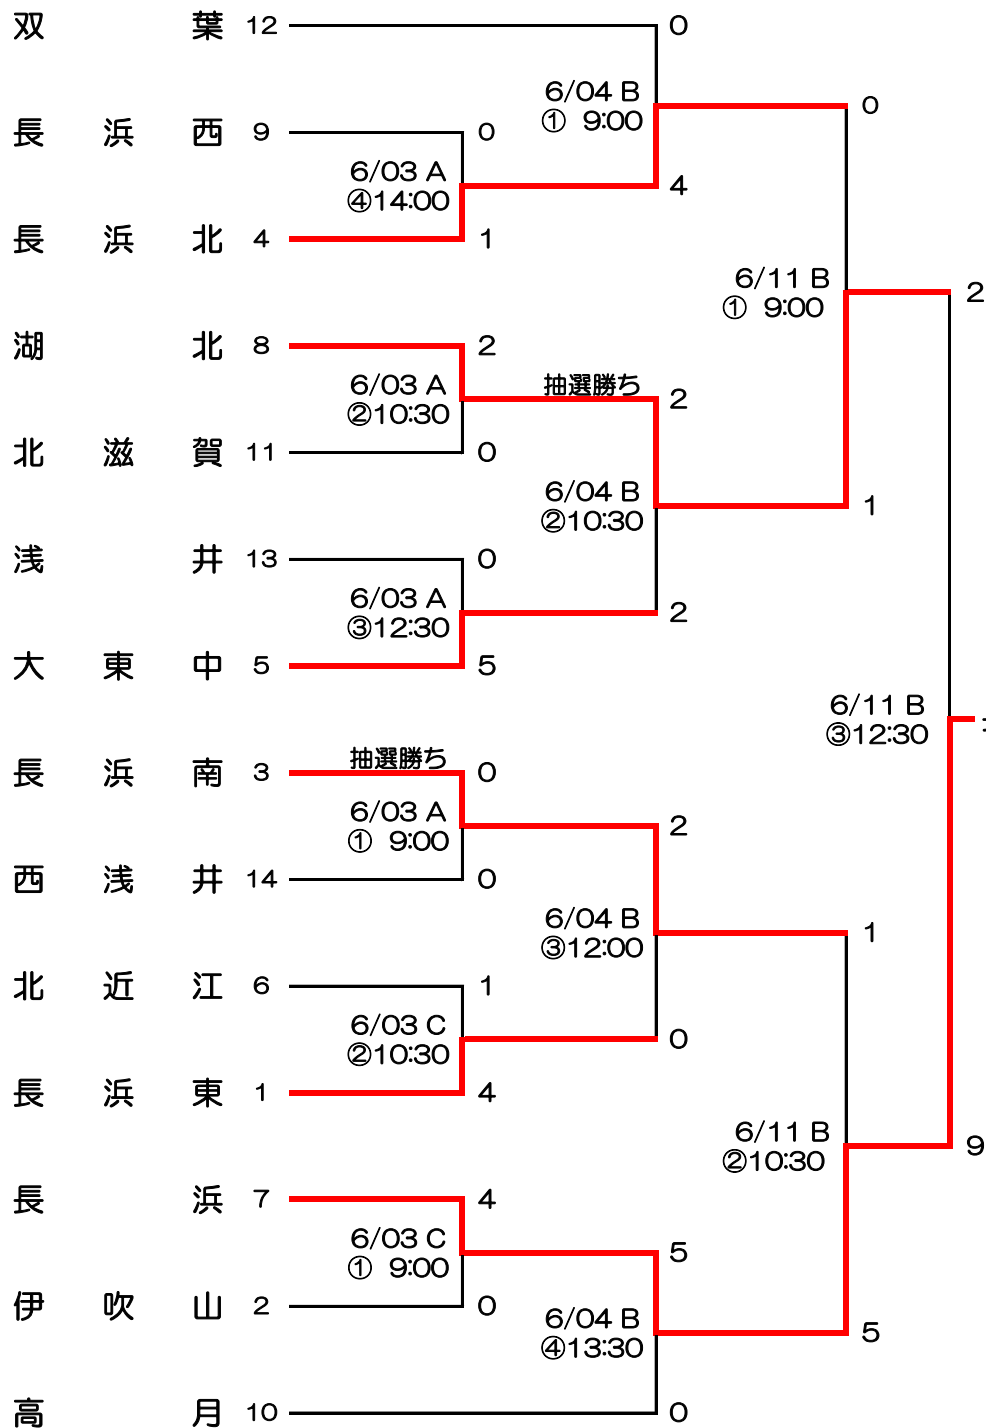 双葉 12 0
6/04 B
① 9:00
0
長浜西 9 0
6/03 A
④14:00
4
長浜北 4 1
6/11 B
① 9:00
2
湖北 8 2
6/03 A
②10:30
抽選勝ち 2
北滋賀 11 0
6/04 B
②10:30
1
浅井 13 0
6/03 A
③12:30
2
大東中 5 5
6/11 B
③12:30
長浜南 3 抽選勝ち 0
6/03 A
① 9:00
2
西浅井 14 0
6/04 B
③12:00
1
北近江 6 1
6/03 C
②10:30
0
長浜東 1 4
6/11 B
②10:30
9
長浜 7 4
6/03 C
① 9:00
5
伊吹山 2 0
6/04 B
④13:30
5
高月 10 0